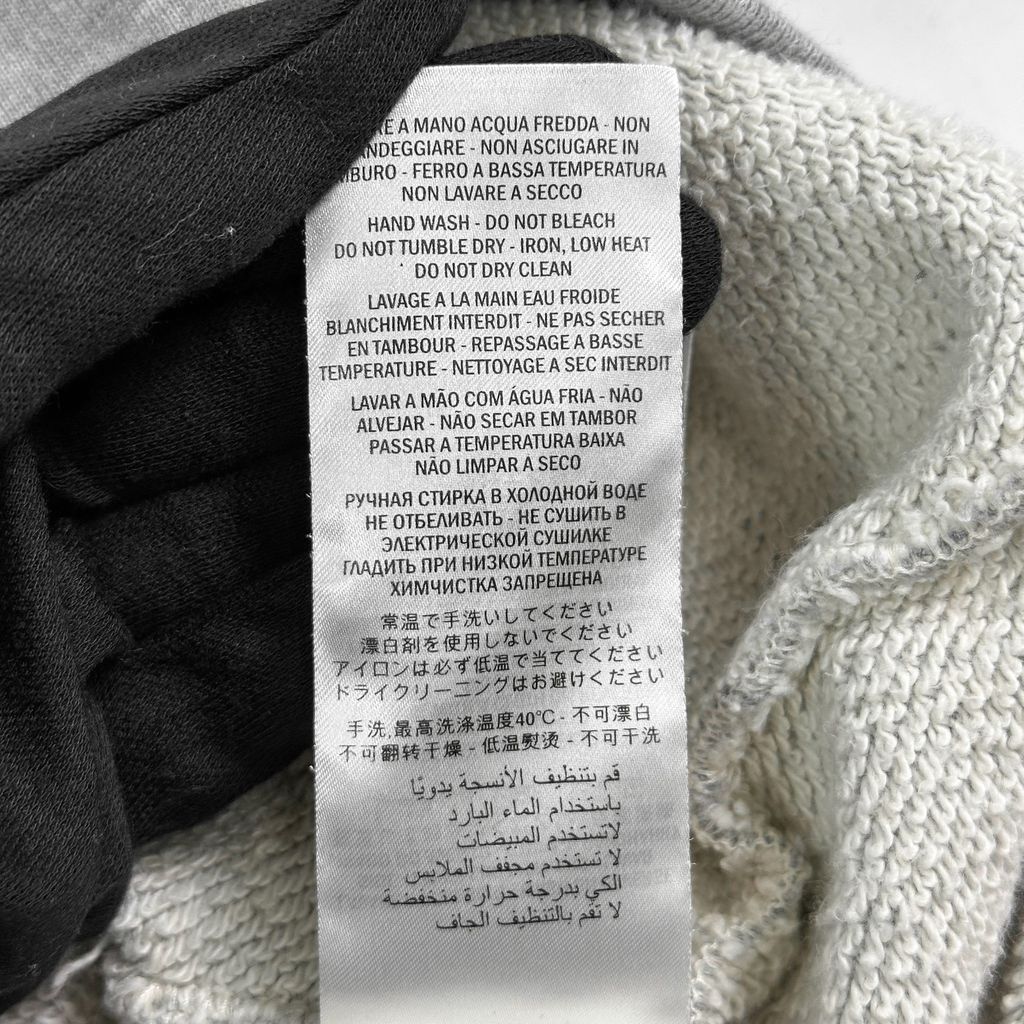 A MANO ACQUA FREDDA - NON
- NON ASCIUGARE IN
- FERRO A BASSA TEMPERATURA
NON LAVARE A SECCO
HAND WASH - DO NOT BLEACH
DO NOT TUMBLE DRY - IRON, LOW HEAT
DO NOT DRY CLEAN
LAVAGE A LA MAIN EAU FROIDE
BLANCHIMENT INTERDIT - NE PAS SECHER
EN TAMBOUR - REPASSAGE A BASSE
TEMPERATURE - NETTOYAGE A SEC INTERDIT
LAVAR A MÃO COM ÁGUA FRIA - NÃO
ALVEJAR - NÃO SECAR EM TAMBOR
PASSAR A TEMPERATURA BAIXA
NÃO LIMPAR A SECO
РУЧНАЯ СТИРКА В ХОЛОДНОЙ ВОДЕ
НЕ ОТБЕЛИВАТЬ - НЕ СУШИТЬ В
ЭЛЕКТРИЧЕСКОЙ СУШИЛКЕ
ГЛАДИТЬ ПРИ НИЗКОЙ ТЕМПЕРАТУРЕ
ХИМЧИСТКА ЗАПРЕЩЕНА
常温で手洗いしてください
漂白剤を使用しないでください
アイロンは必ず低温で当ててください
ドライクリーニングはお避けください
手洗,最高洗涤温度40℃ - 不可漂白
不可翻转干燥 - 低温熨烫 - 不可干洗
قم بتنظيف الأنسحة يدويًا
باستخدام الماء البارد
لاتستخدم المبيضات
لا تستخدم مجفف الملابس
الكي بدرجة حرارة منخفضة
لا تقم بالتنظيف الجاف